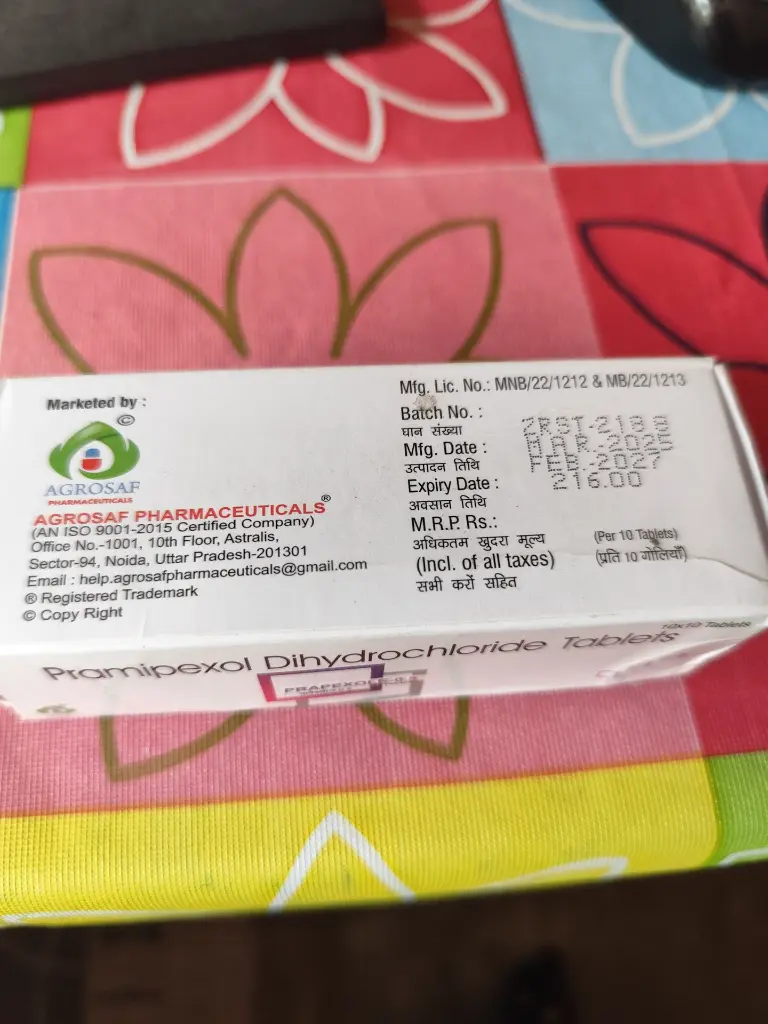 Marketed by :
©
AGROSAF
PHARMACEUTICALS
AGROSAF PHARMACEUTICALS®
(AN ISO 9001-2015 Certified Company)
Office No.-1001, 10th Floor, Astralis,
Sector-94, Noida, Uttar Pradesh-201301
Email : help.agrosafpharmaceuticals@gmail.com
® Registered Trademark
© Copy Right
Mfg. Lic. No.: MNB/22/1212 & MB/22/1213
Batch No. :
घान संख्या
Mfg. Date :
उत्पादन तिथि
Expiry Date :
अवसान तिथि
M.R.P. Rs.:
अधिकतम खुदरा मूल्य
(Incl. of all taxes)
सभी करों सहित
MAR.-2025
FEB.-2027
216.00
(Per 10 Tablets)
(प्रति 10 गोलियाँ)
10x10 Tablets
Pramipexol Dihydrochloride Tablets